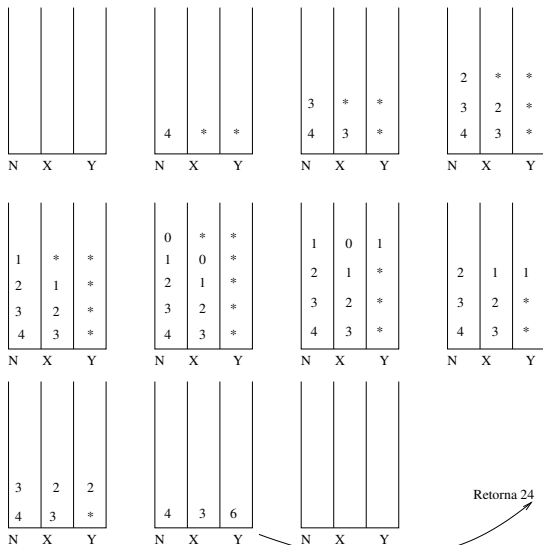 N X Y
4 * *
N X Y
3 * *
4 3 *
N X Y
2 * *
3 2 *
4 3 *
N X Y
1 * *
2 1 *
3 2 *
4 3 *
N X Y
0 * *
1 0 *
2 1 *
3 2 *
4 3 *
N X Y
1 0 1
2 1 *
3 2 *
4 3 *
N X Y
2 1 1
3 2 *
4 3 *
N X Y
3 2 2
4 3 *
N X Y
4 3 6
N X Y
N X Y
Retorna 24